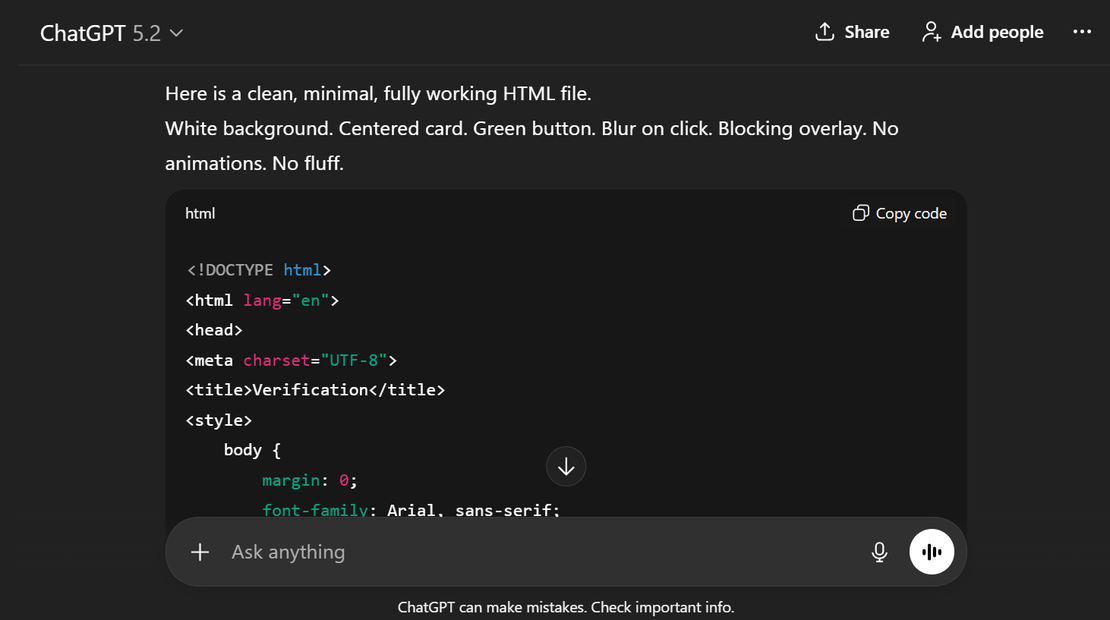 ChatGPT 5.2
Share
Add people
Here is a clean, minimal, fully working HTML file.
White background. Centered card. Green button. Blur on click. Blocking overlay. No
animations. No fluff.
html
Copy code
<!DOCTYPE html>
<html lang="en">
<head>
<meta charset="UTF-8">
<title>Verification</title>
<style>
    body {
        margin: 0;
        font-family: Arial, sans-serif;
Ask anything
ChatGPT can make mistakes. Check important info.